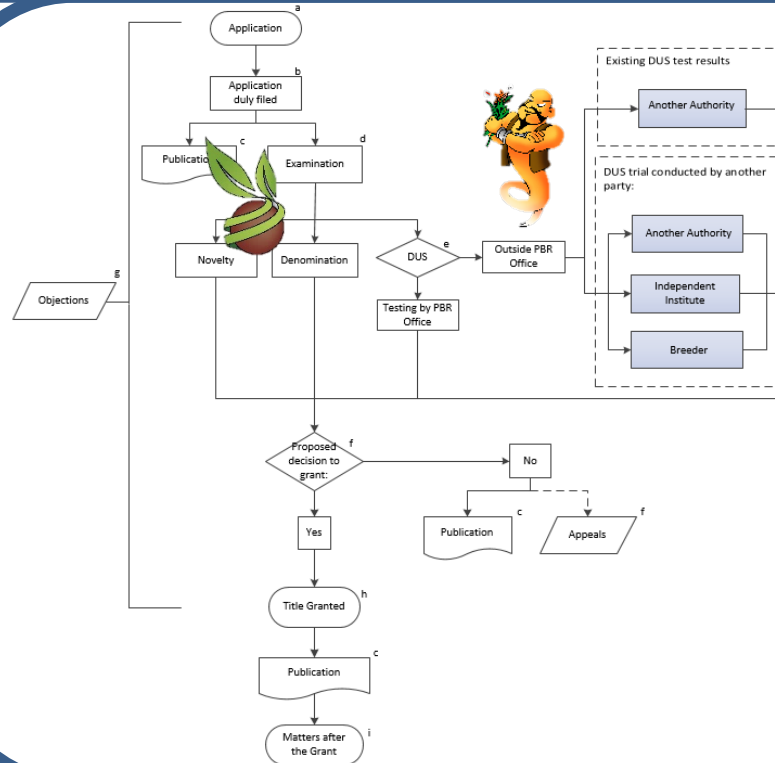 a
Application
b
Application
duly filed
c
Publicatio
d
Examination
Existing DUS test results
Another Authority
DUS trial conducted by another
party:
Another Authority
Independent
Institute
Breeder
e
DUS
Outside PBR
Office
Novelty
Denomination
Testing by PBR
Office
g
Objections
f
Proposed
decision to
grant:
No
Yes
c
Publication
f
Appeals
h
Title Granted
c
Publication
i
Matters after
the Grant